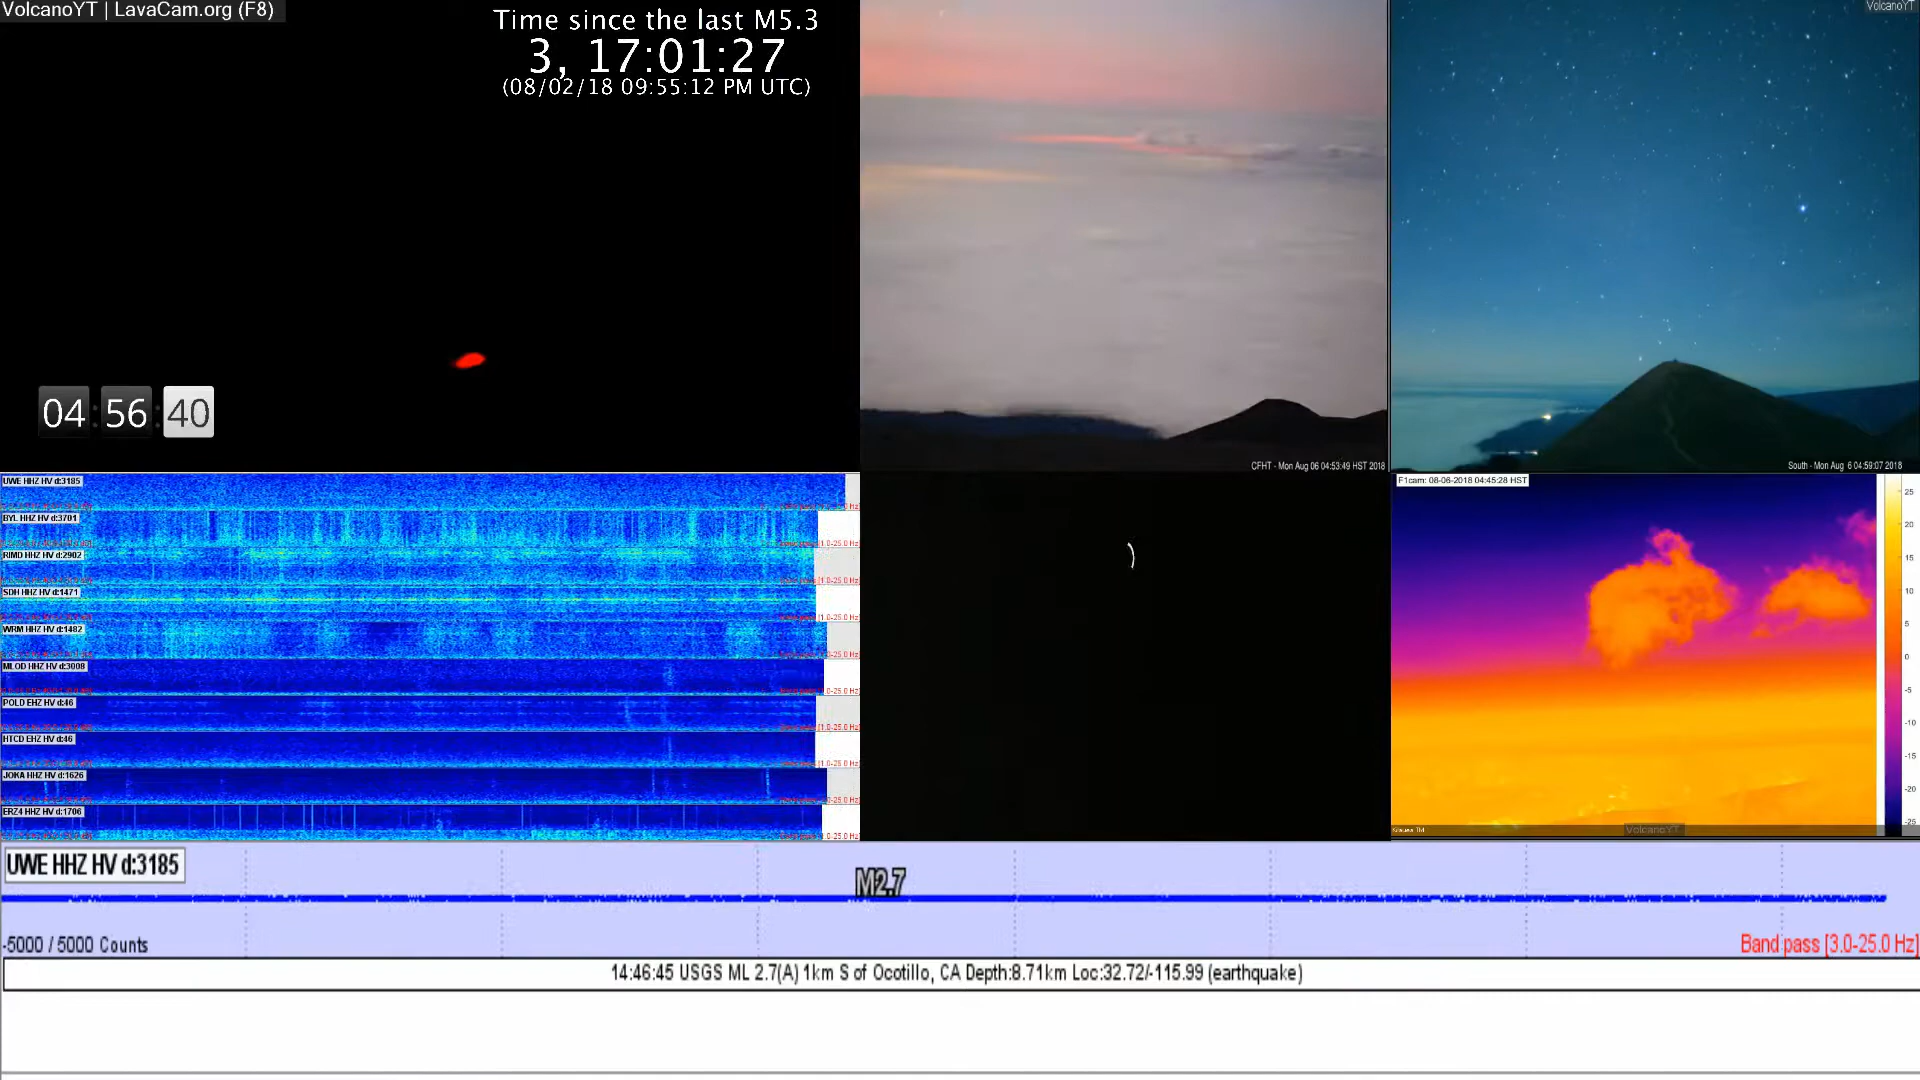 VolcanoYT | LavaCam.org (F8)
Time since the last M5.3
3, 17:01:27
(08/02/18 09:55:12 PM UTC)
04 56 40
CFHT - Mon Aug 06 04:53:49 HST 2018
VolcanoYT
South - Mon Aug 6 04:59:07 2018
UWE HHZ HV d:3185
BYL HHZ HV d:3701
RIMD HHZ HV d:2902
SDH HHZ HV d:1471
WRM HHZ HV d:1482
MLOD HHZ HV d:3008
POLD EHZ HV d:46
HTCD EHZ HV d:46
JOKA HHZ HV d:1626
ERZ4 HHZ HV d:1706
F1cam: 08-06-2018 04:45:28 HST
25
20
15
10
5
0
-5
-10
-15
-20
-25
VolcanoYT
UWE HHZ HV d:3185
M2.7
-5000 / 5000 Counts
Band pass [3.0-25.0 Hz]
14:46:45 USGS ML 2.7(A) 1km S of Ocotillo, CA Depth:8.71km Loc:32.72/-115.99 (earthquake)